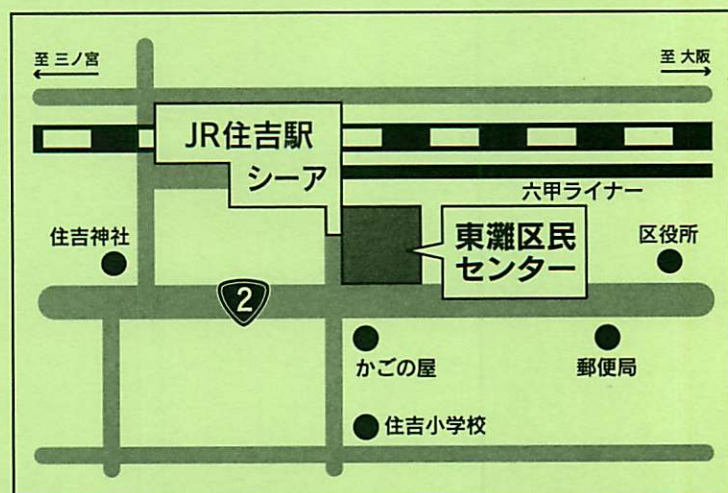 至 三ノ宮
至 大阪
JR住吉駅
シーア
六甲ライナー
住吉神社
東灘区民
センター
区役所
2
かごの屋
郵便局
住吉小学校